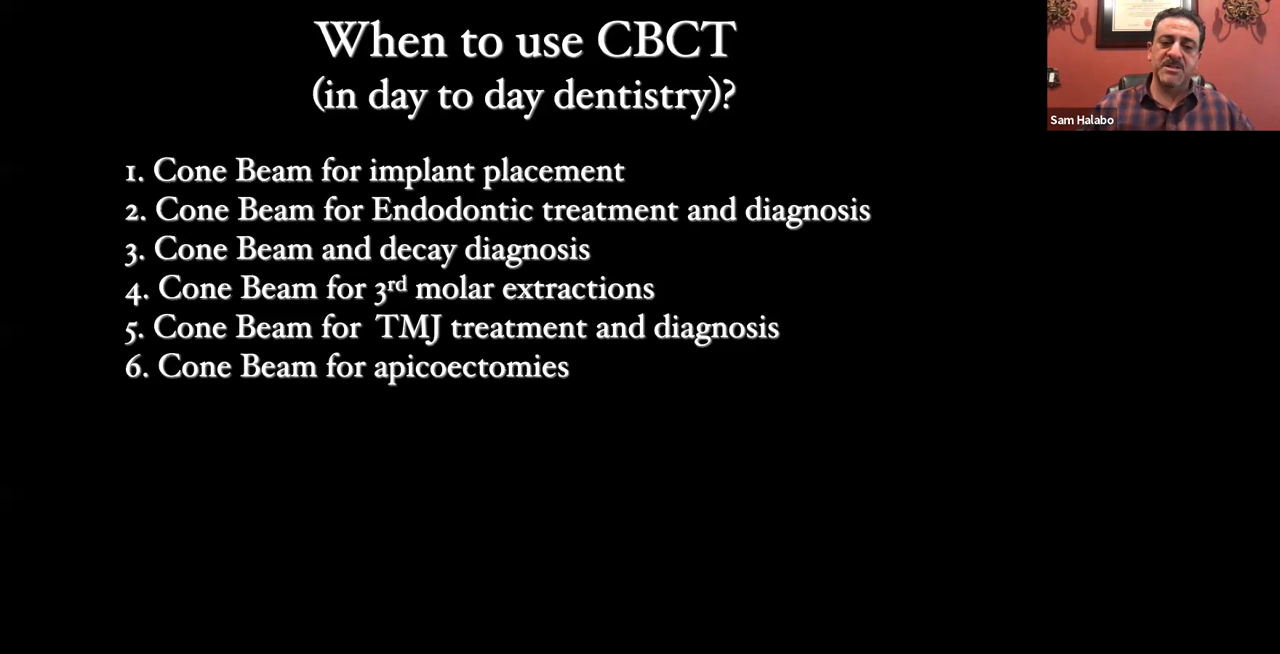 When to use CBCT
(in day to day dentistry)?
Sam Halabo
1. Cone Beam for implant placement
2. Cone Beam for Endodontic treatment and diagnosis
3. Cone Beam and decay diagnosis
4. Cone Beam for 3rd molar extractions
5. Cone Beam for TMJ treatment and diagnosis
6. Cone Beam for apicoectomies